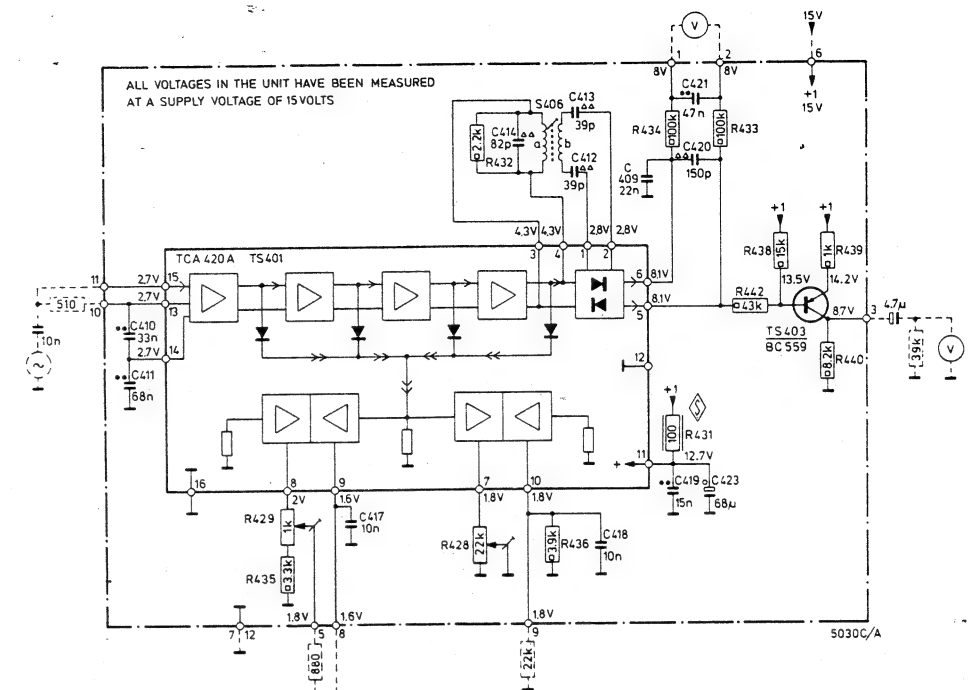 15V
V
1
2
6
8V
8V
+1
15V
ALL VOLTAGES IN THE UNIT HAVE BEEN MEASURED
AT A SUPPLY VOLTAGE OF 15 VOLTS
C421
47n
S406
C413
39p
2.2k
C414
82p
R432
a
b
C412
39p
R434
100k
100k
R433
C420
150p
C
409
22n
4.3V
4.3V
2.8V
2.8V
3
4
1
2
+1
+1
R438
15k
1k
R439
TCA 420A TS401
11
2.7V
15
6
8.1V
13.5V
14.2V
R442
43k
510
10
2.7V
13
5
8.1V
8.7V
3
4.7µ
10n
C410
33n
2.7V
14
TS403
BC 559
8.2k
R440
39k
V
C411
68n
12
+1
100
S
R431
+
11
12.7V
C419
15n
C423
68µ
16
8
9
7
10
2V
1.6V
1.8V
1.8V
R429
1k
C417
10n
R428
22k
3.9k
R436
C418
10n
R435
3.3k
1.8V
1.6V
1.8V
7
12
5
8
9
5030C/A
880
22k